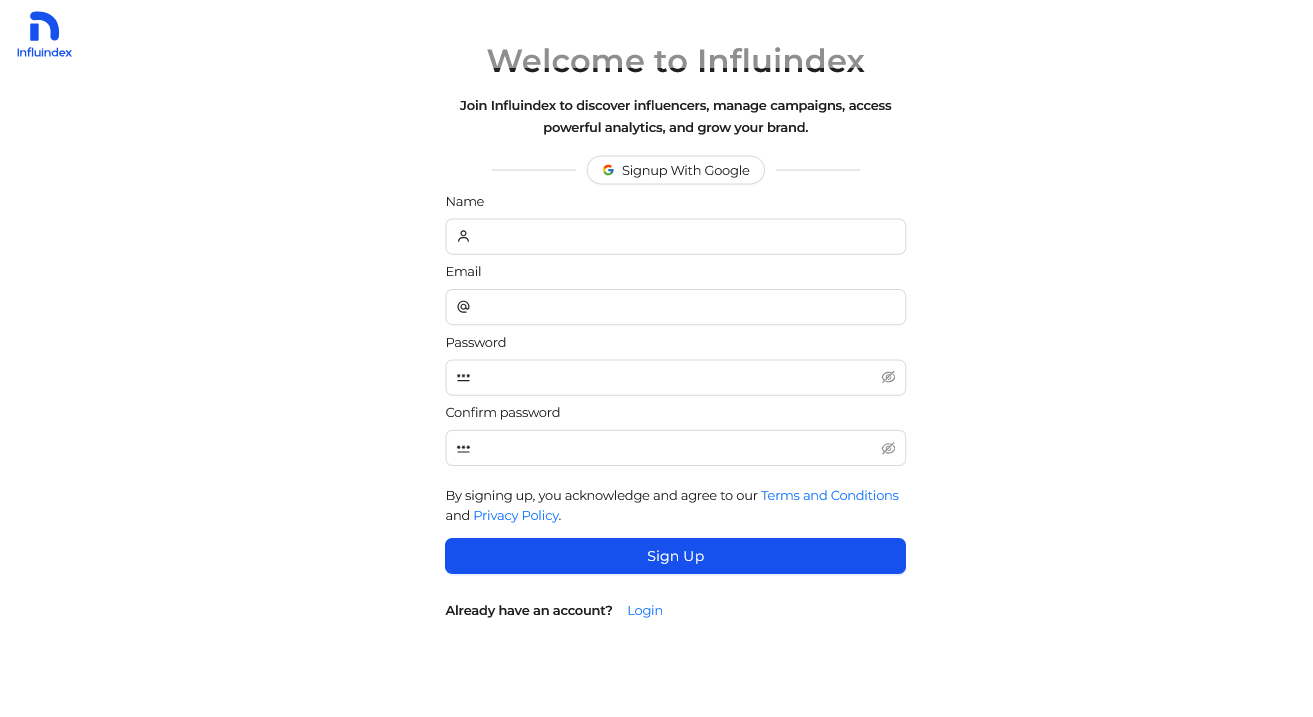 Influindex
Welcome to Influindex
Join Influindex to discover influencers, manage campaigns, access
powerful analytics, and grow your brand.
Signup With Google
Name
Email
@
Password
Confirm password
By signing up, you acknowledge and agree to our Terms and Conditions
and Privacy Policy.
Sign Up
Already have an account? Login